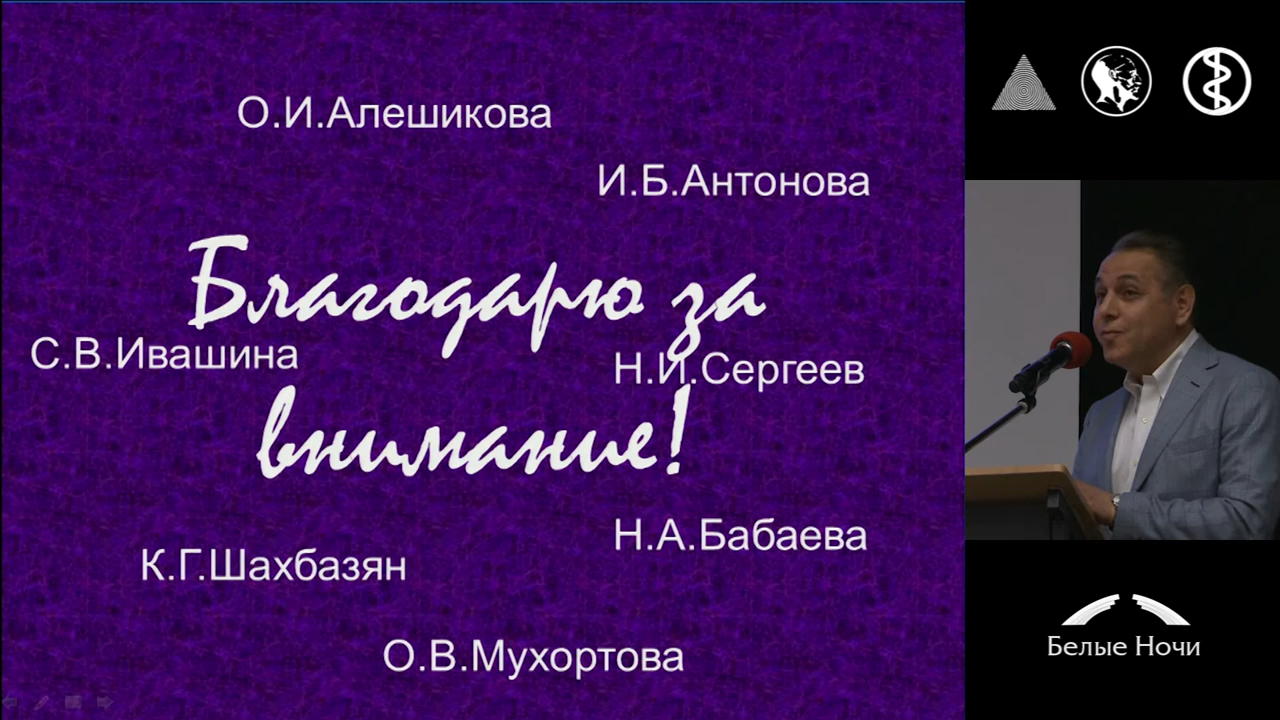 О.И.Алешикова
И.Б.Антонова
Благодарю за
С.В.Ивашина
Н.И.Сергеев
внимание!
Н.А.Бабаева
К.Г.Шахбазян
О.В.Мухортова
Белые Ночи